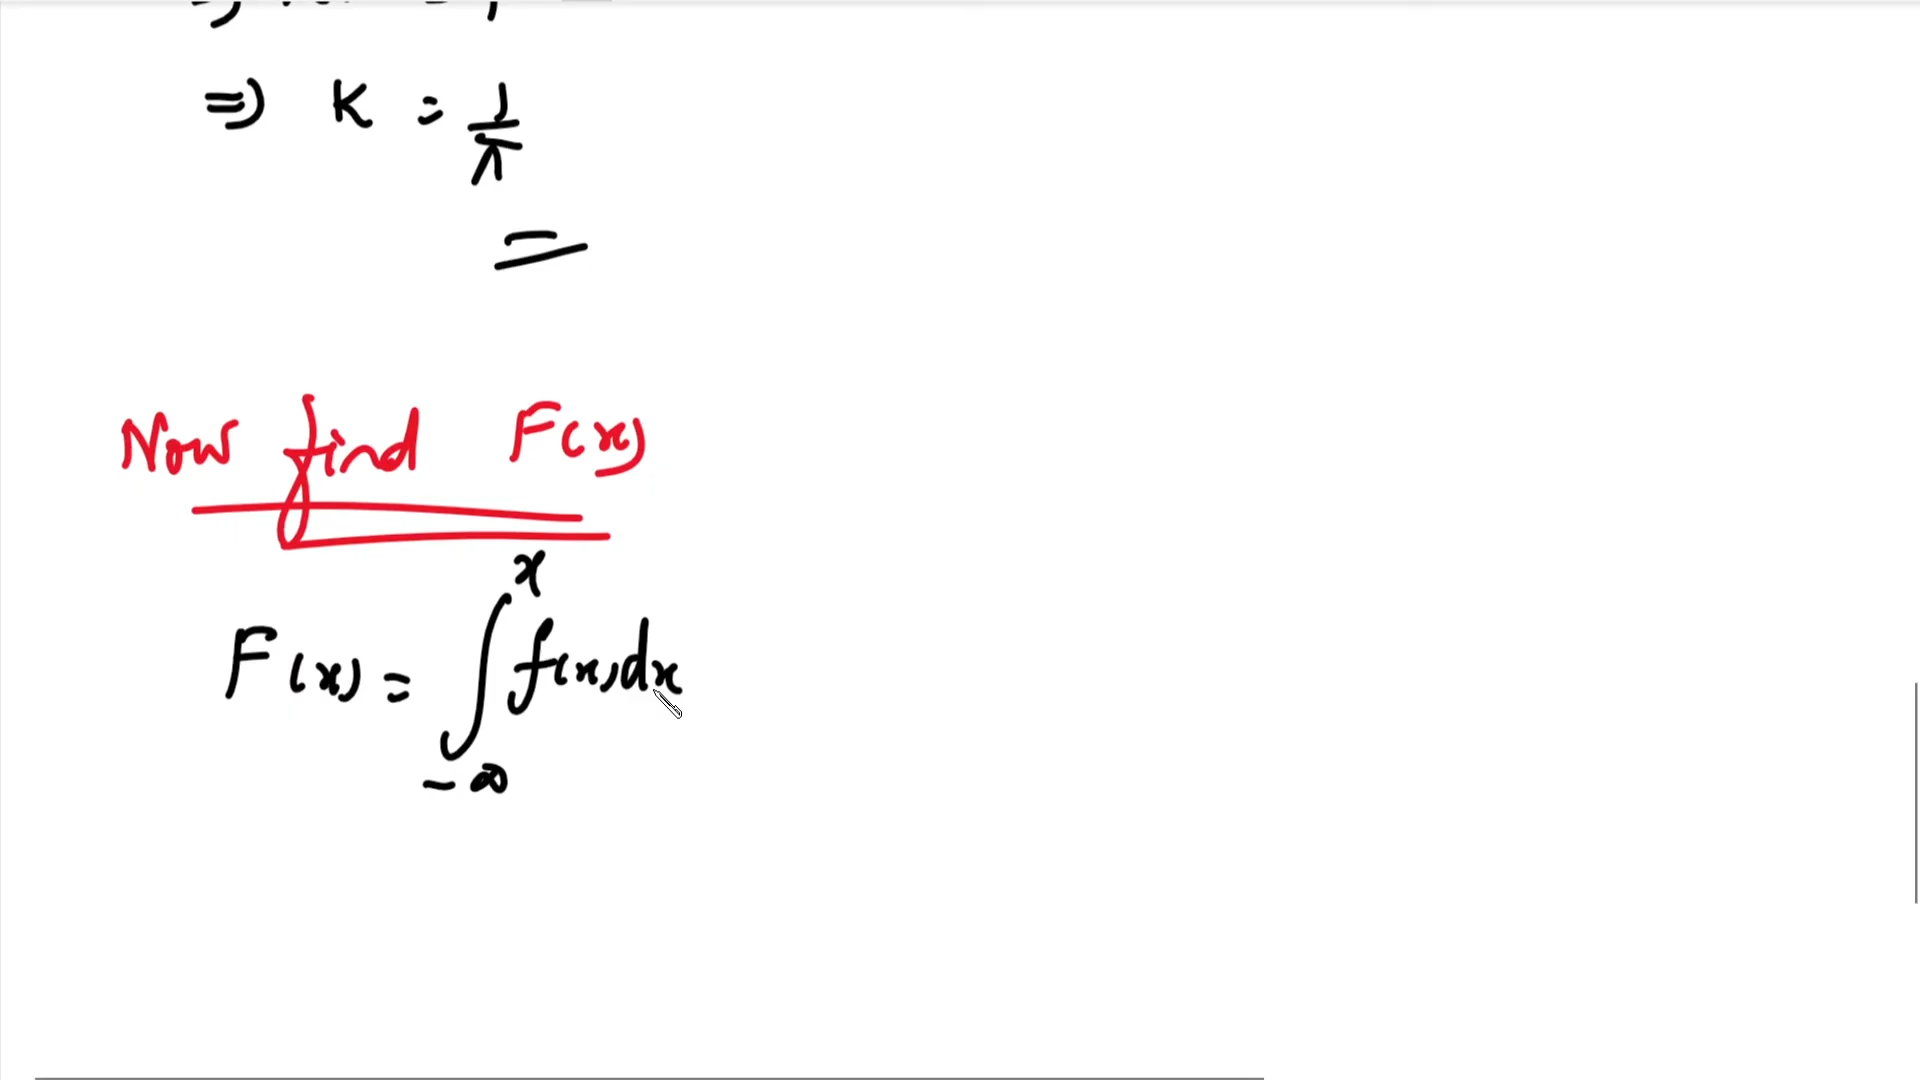 =) K = 1/π
Now find F(x)
F(x) = ∫_{-∞}^{x} f(x) dx